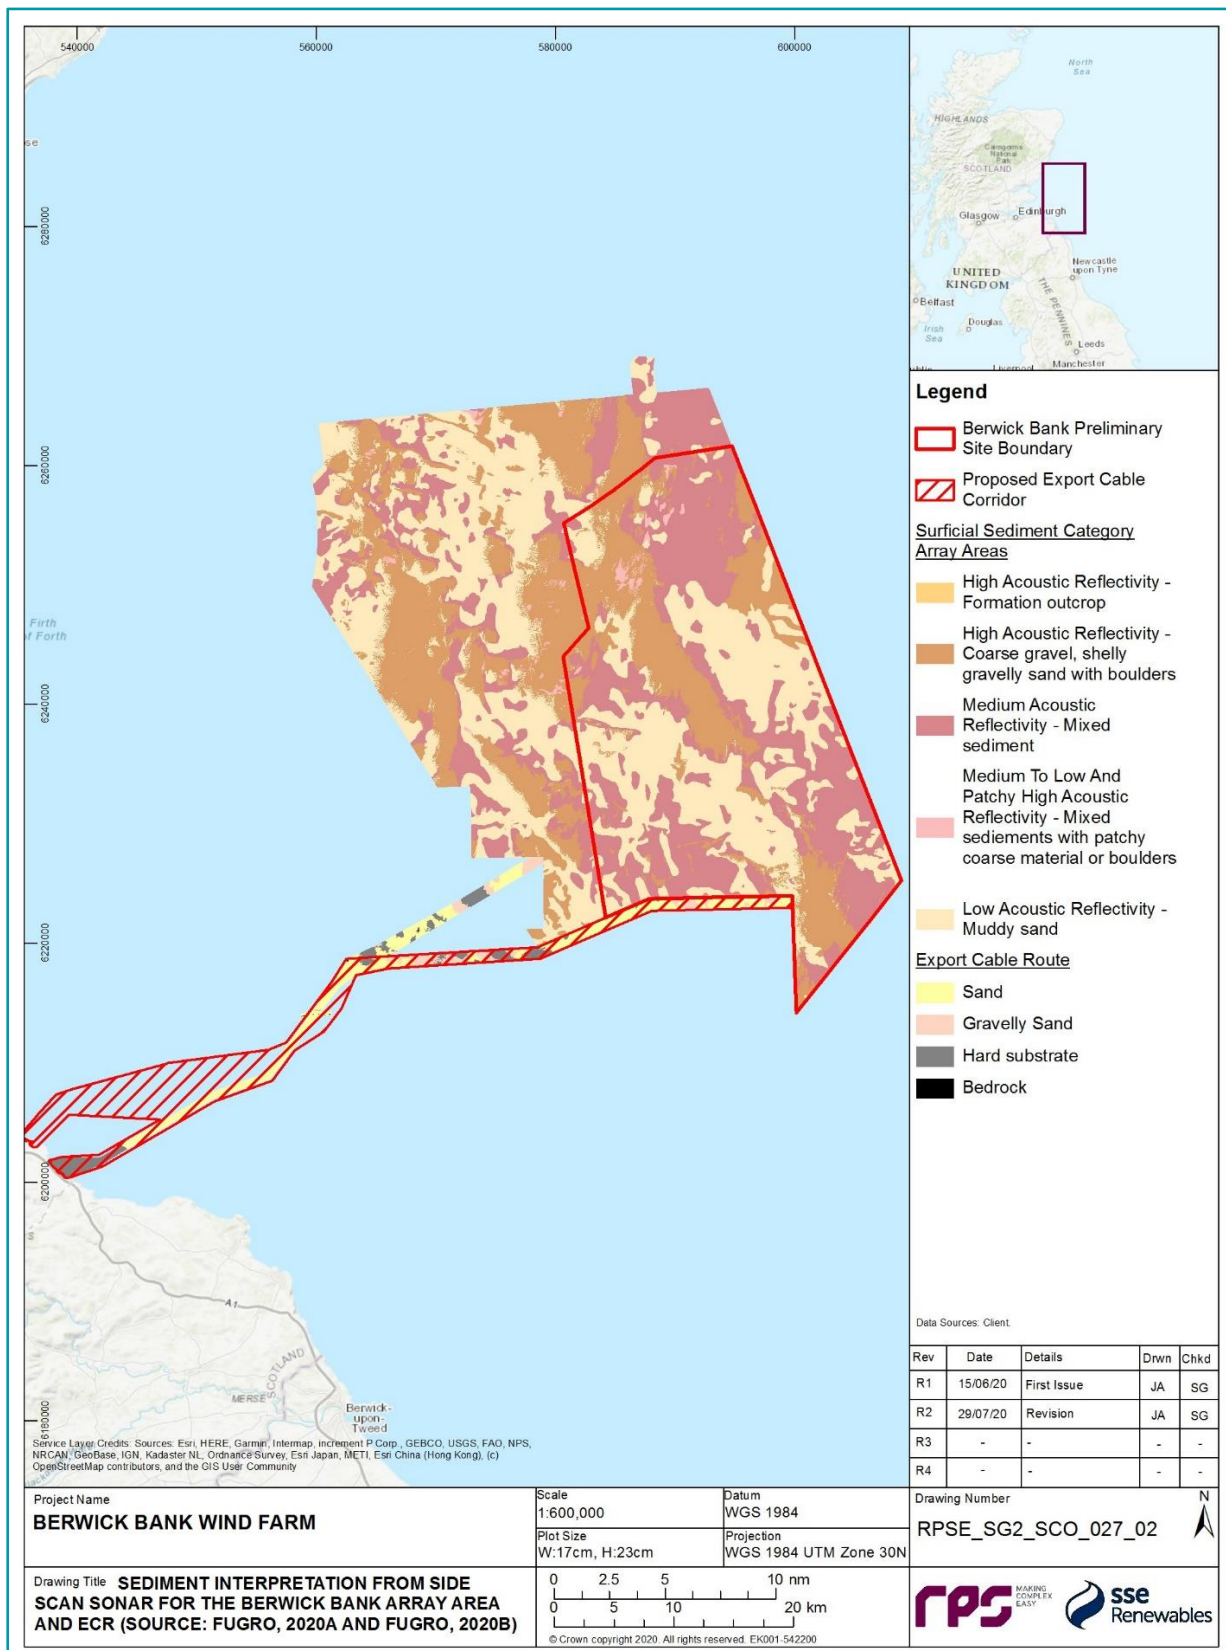 540000
560000
580000
600000
6280000
6260000
6240000
6220000
6200000
6180000
se
Firth
of Forth
A1
SCOTLAND
MERSE
Berwick-
upon-
Tweed
Service Layer Credits: Sources: Esri, HERE, Garmin, Intermap, increment P Corp., GEBCO, USGS, FAO, NPS,
NRCAN, GeoBase, IGN, Kadaster NL, Ordnance Survey, Esri Japan, METI, Esri China (Hong Kong), (c)
OpenStreetMap contributors, and the GIS User Community
North
Sea
HIGHLANDS
Cairngorms
National
Park
SCOTLAND
Glasgow
Edinburgh
UNITED
KINGDOM
Newcastle
upon Tyne
THE PENNINES
Belfast
Douglas
Irish
Sea
Leeds
Manchester
Liverpool
Legend
Berwick Bank Preliminary
Site Boundary
Proposed Export Cable
Corridor
Surficial Sediment Category
Array Areas
High Acoustic Reflectivity -
Formation outcrop
High Acoustic Reflectivity -
Coarse gravel, shelly
gravelly sand with boulders
Medium Acoustic
Reflectivity - Mixed
sediment
Medium To Low And
Patchy High Acoustic
Reflectivity - Mixed
sediements with patchy
coarse material or boulders
Low Acoustic Reflectivity -
Muddy sand
Export Cable Route
Sand
Gravelly Sand
Hard substrate
Bedrock
Data Sources: Client.
Rev Date Details Drwn Chkd
R1 15/06/20 First Issue JA SG
R2 29/07/20 Revision JA SG
R3 - - - -
R4 - - - -
Project Name
BERWICK BANK WIND FARM
Scale
1:600,000
Datum
WGS 1984
Plot Size
W:17cm, H:23cm
Projection
WGS 1984 UTM Zone 30N
Drawing Number
RPSE_SG2_SCO_027_02
N
Drawing Title SEDIMENT INTERPRETATION FROM SIDE
SCAN SONAR FOR THE BERWICK BANK ARRAY AREA
AND ECR (SOURCE: FUGRO, 2020A AND FUGRO, 2020B)
0 2.5 5 10 nm
0 5 10 20 km
© Crown copyright 2020. All rights reserved. EK001-542200
rps
MAKING
COMPLEX
EASY
sse
Renewables